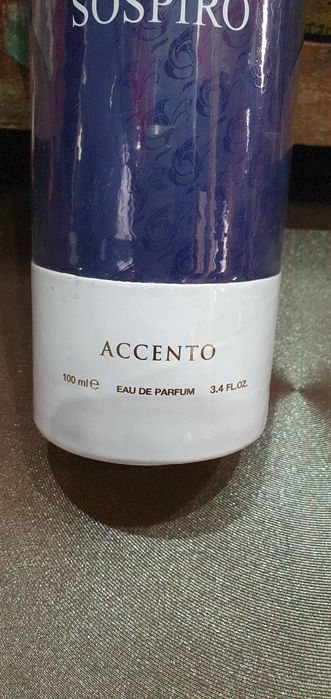 SOSPIRO
ACCENTO
100 ml ℮ EAU DE PARFUM 3.4 FL.OZ.